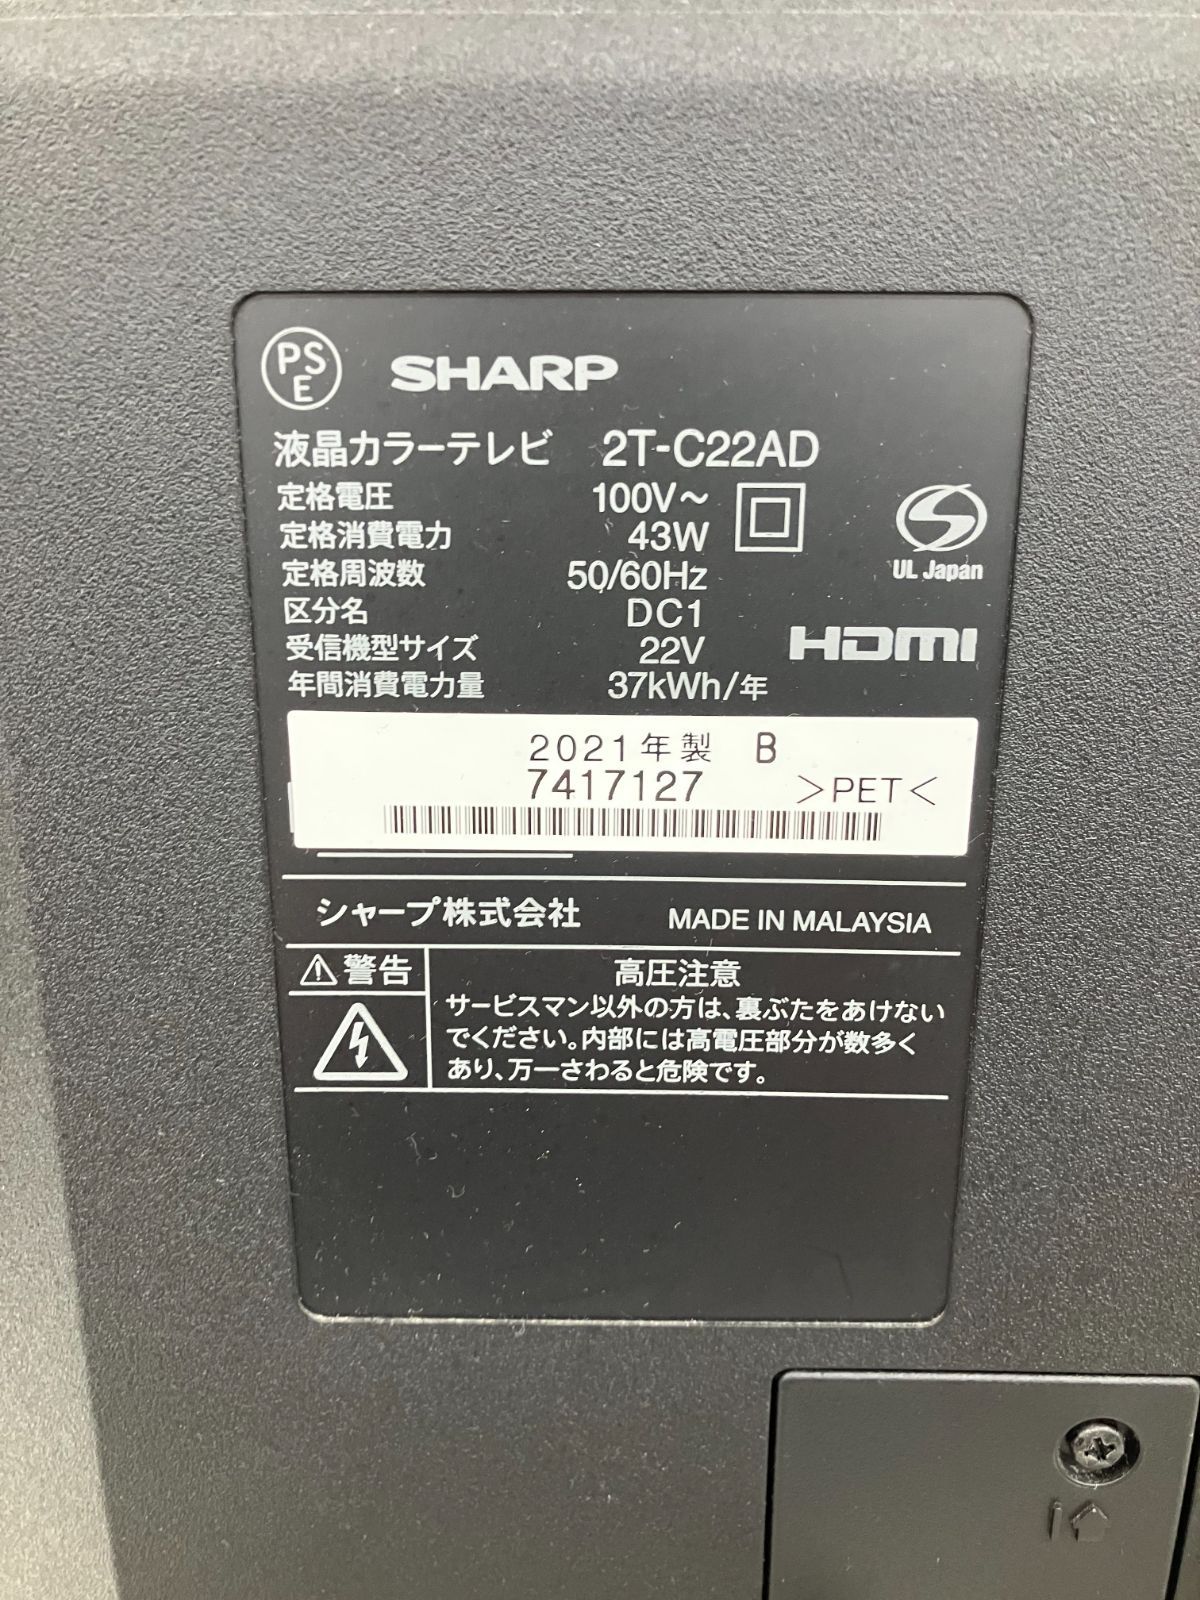 PS
E
SHARP
液晶カラーテレビ 2T-C22AD
定格電圧 100V～
定格消費電力 43W
定格周波数 50/60Hz
UL Japan
区分名 DC1
受信機型サイズ 22V
HDMI
年間消費電力量 37kWh/年
2021年製 B
7417127 >PET<
シャープ株式会社 MADE IN MALAYSIA
警告
高圧注意
サービスマン以外の方は、裏ぶたをあけない
でください。内部には高電圧部分が数多く
あり、万一さわると危険です。